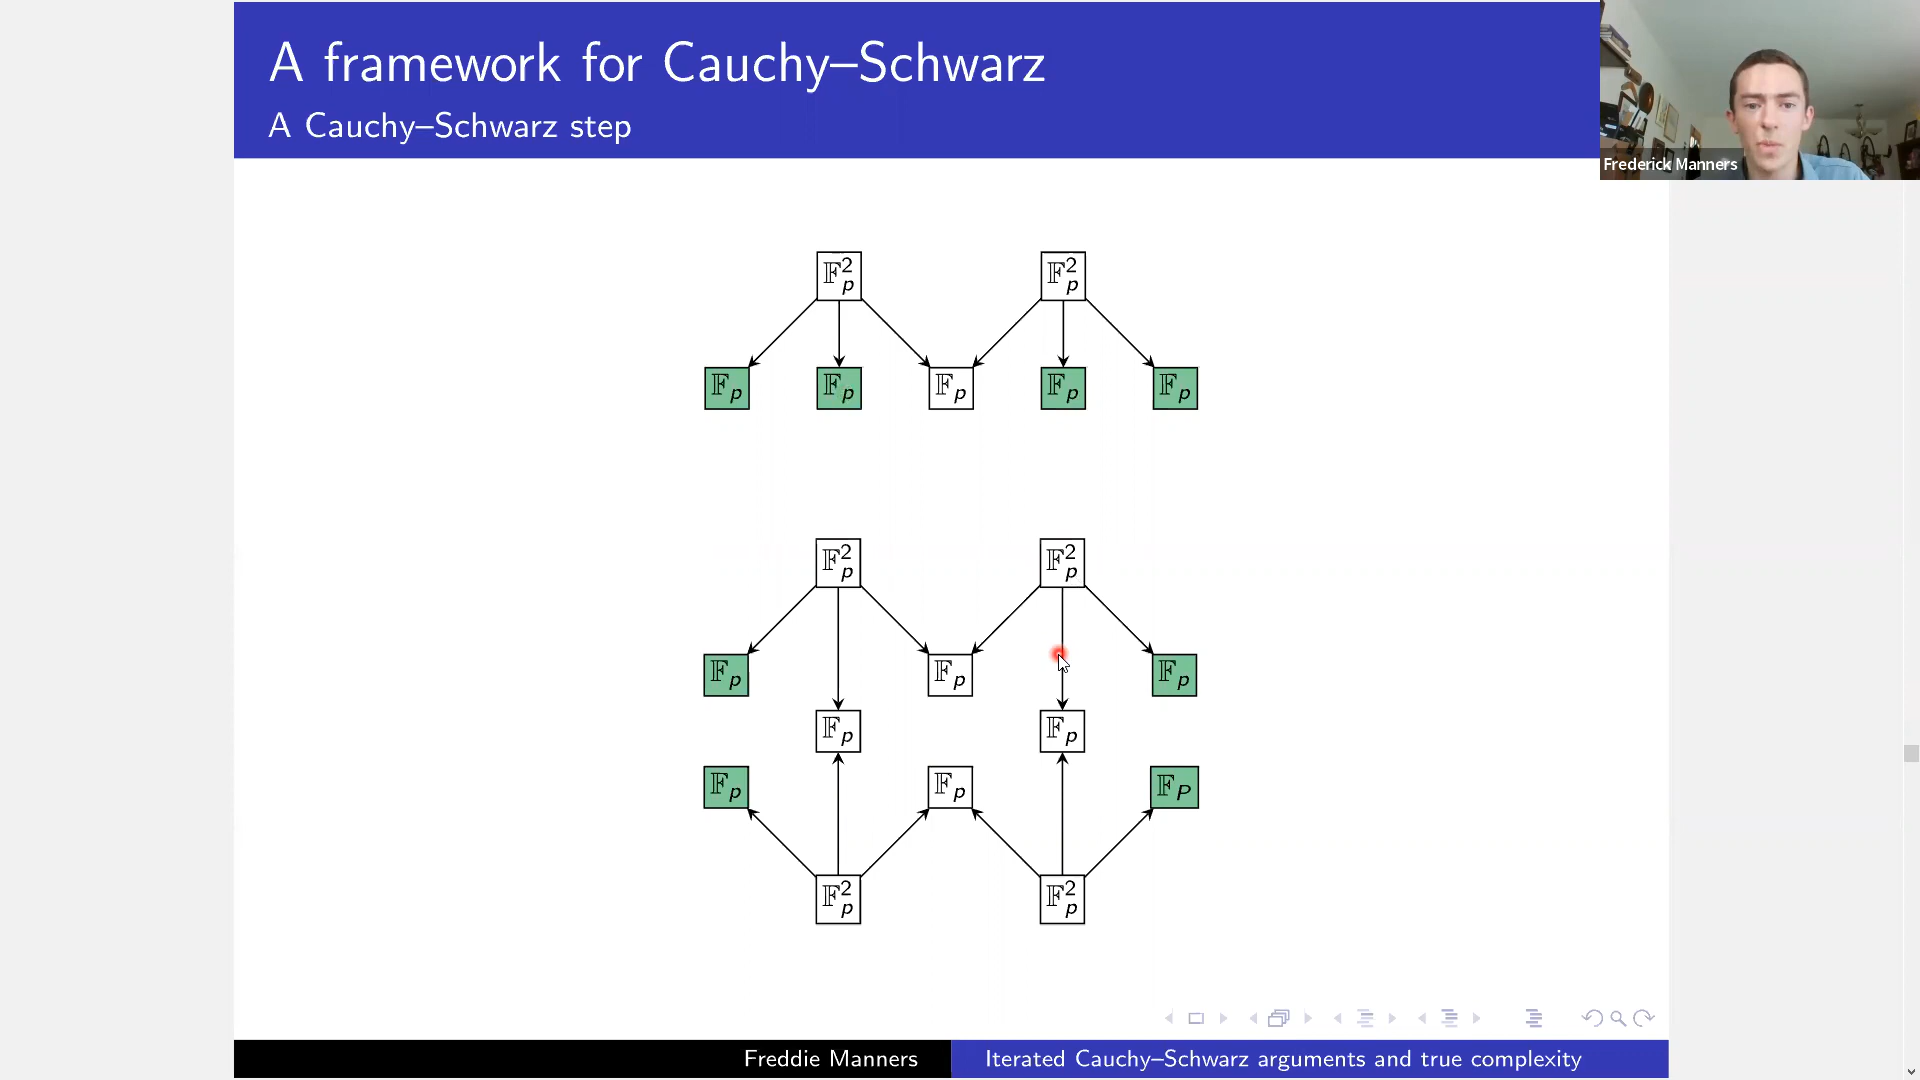 A framework for Cauchy–Schwarz
A Cauchy–Schwarz step
Frederick Manners
𝔽²ₚ 𝔽²ₚ
𝔽ₚ 𝔽ₚ 𝔽ₚ 𝔽ₚ 𝔽ₚ
𝔽²ₚ 𝔽²ₚ
𝔽ₚ 𝔽ₚ 𝔽ₚ
𝔽ₚ 𝔽ₚ
𝔽ₚ 𝔽ₚ 𝔽_P
𝔽²ₚ 𝔽²ₚ
Freddie Manners Iterated Cauchy–Schwarz arguments and true complexity